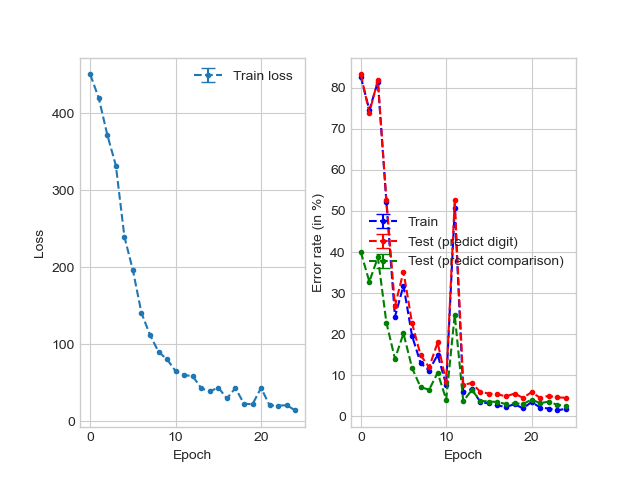 Train loss
Loss
400
300
200
100
0
0
10
20
Epoch
Train
Test (predict digit)
Test (predict comparison)
Error rate (in %)
80
70
60
50
40
30
20
10
0
0
10
20
Epoch